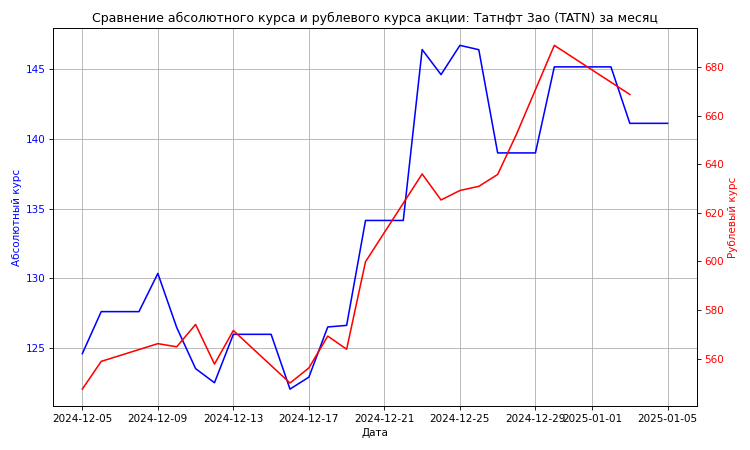 Сравнение абсолютного курса и рублевого курса акции: Татнфт 3ао (TATN) за месяц
Абсолютный курс
145
140
135
130
125
680
660
640
620
600
580
560
Рублевый курс
2024-12-05 2024-12-09 2024-12-13 2024-12-17 2024-12-21 2024-12-25 2024-12-29 2025-01-01 2025-01-05
Дата